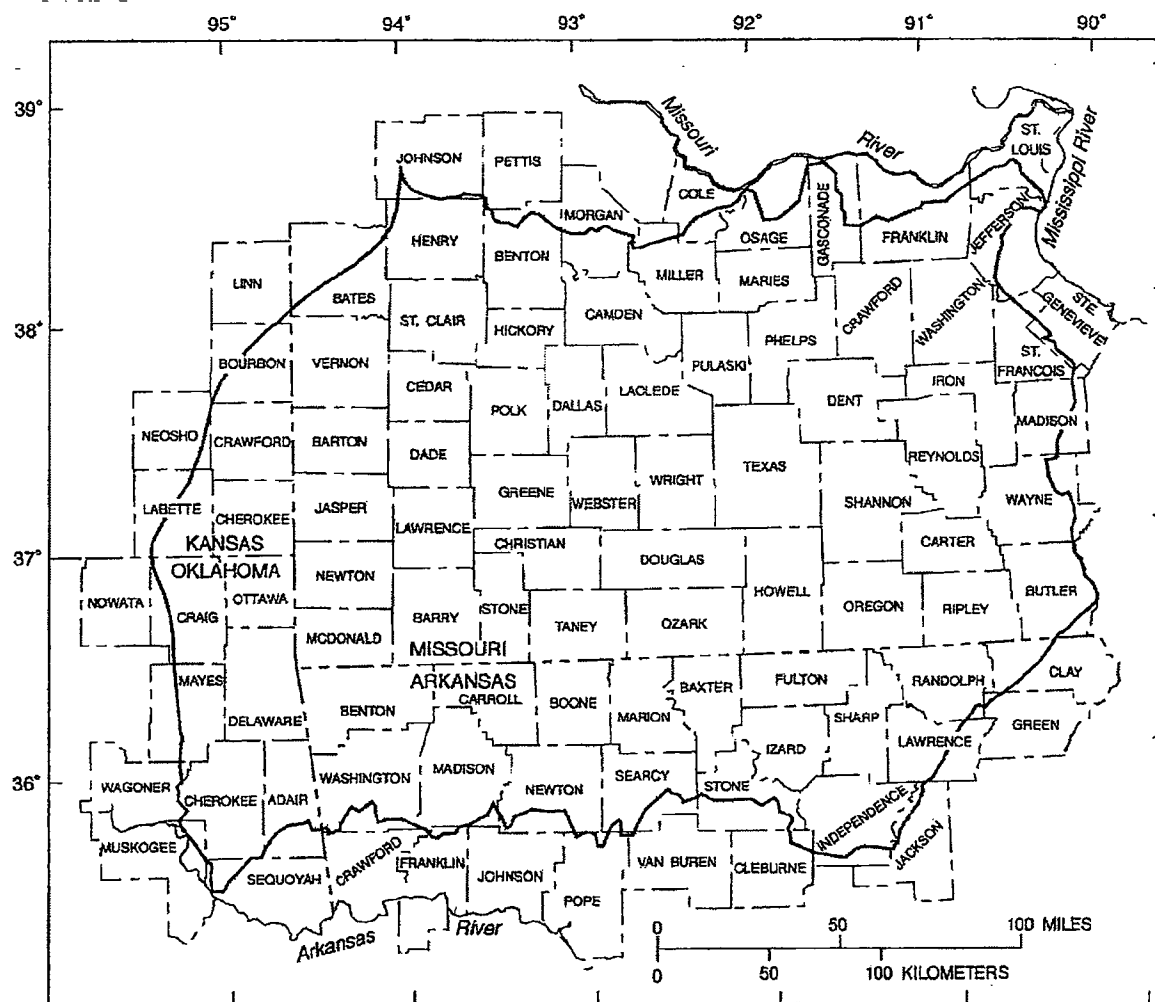 95° 94° 93° 92° 91° 90°
39°
38°
37°
36°
Missouri
River
Mississippi River
ST.
LOUIS
JOHNSON
PETTIS
COLE
MORGAN
OSAGE
GASCONADE
FRANKLIN
JEFFERSON
HENRY
BENTON
MILLER
MARIES
LINN
BATES
ST. CLAIR
HICKORY
CAMDEN
CRAWFORD
WASHINGTON
STE.
GENEVIEVE
BOURBON
VERNON
CEDAR
PULASKI
PHELPS
ST.
FRANCOIS
POLK
DALLAS
LACLEDE
DENT
IRON
MADISON
NEOSHO
CRAWFORD
BARTON
DADE
TEXAS
REYNOLDS
GREENE
WEBSTER
WRIGHT
LABETTE
CHEROKEE
JASPER
LAWRENCE
SHANNON
WAYNE
KANSAS
OKLAHOMA
CHRISTIAN
DOUGLAS
CARTER
NOWATA
CRAIG
OTTAWA
NEWTON
BARRY
STONE
TANEY
OZARK
HOWELL
OREGON
RIPLEY
BUTLER
MCDONALD
MISSOURI
ARKANSAS
MAYES
DELAWARE
BENTON
CARROLL
BOONE
MARION
BAXTER
FULTON
SHARP
RANDOLPH
CLAY
GREEN
LAWRENCE
IZARD
WAGONER
CHEROKEE
ADAIR
WASHINGTON
MADISON
NEWTON
SEARCY
STONE
INDEPENDENCE
JACKSON
MUSKOGEE
SEQUOYAH
CRAWFORD
FRANKLIN
JOHNSON
POPE
VAN BUREN
CLEBURNE
Arkansas
River
0 50 100 MILES
0 50 100 KILOMETERS